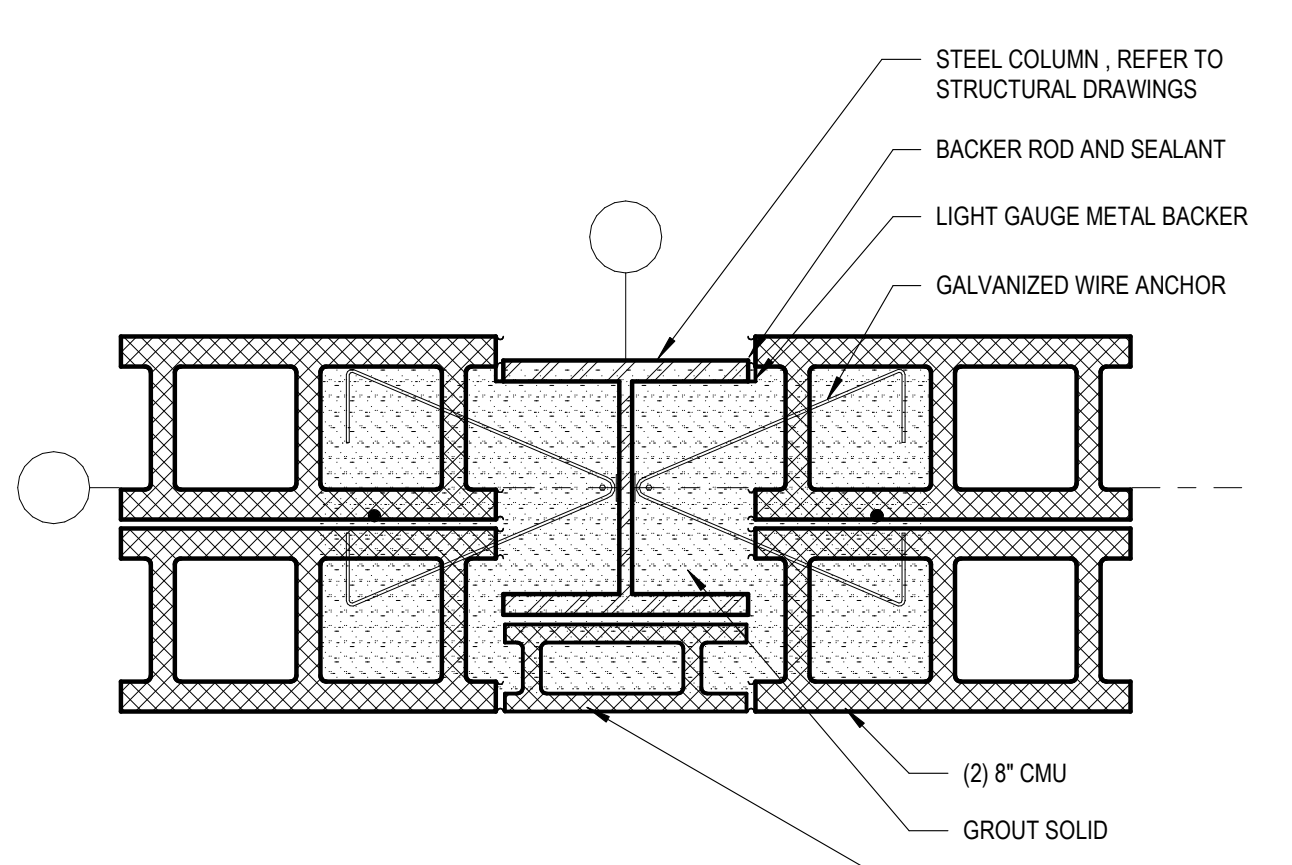 STEEL COLUMN , REFER TO
STRUCTURAL DRAWINGS
BACKER ROD AND SEALANT
LIGHT GAUGE METAL BACKER
GALVANIZED WIRE ANCHOR
(2) 8" CMU
GROUT SOLID